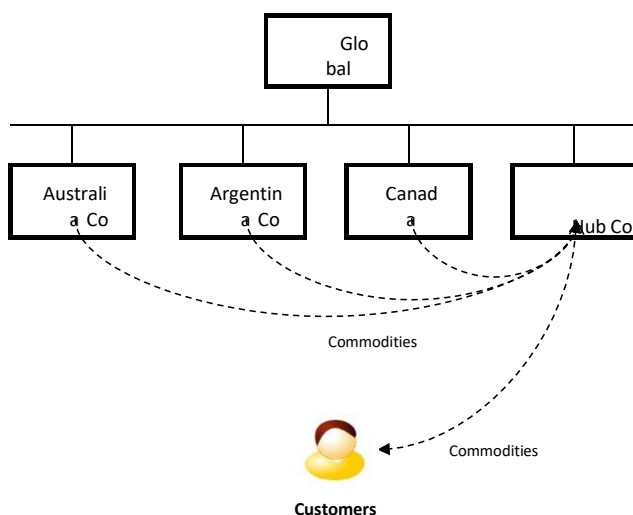 Glo
bal
Australi
a Co
Argentin
a Co
Canad
a
Hub Co
Commodities
Commodities
Customers